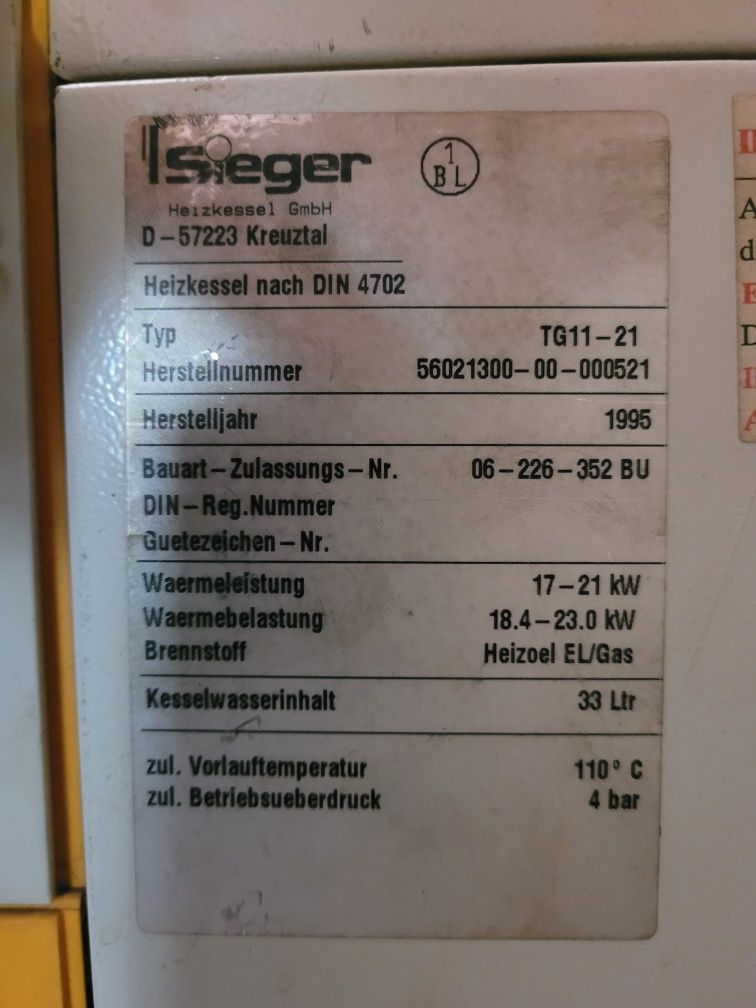 Sieger
1
BL
Heizkessel GmbH
D-57223 Kreuztal
Heizkessel nach DIN 4702
Typ TG11-21
Herstellnummer 56021300-00-000521
Herstelljahr 1995
Bauart-Zulassungs-Nr. 06-226-352 BU
DIN-Reg.Nummer
Guetezeichen-Nr.
Waermeleistung 17-21 kW
Waermebelastung 18.4-23.0 kW
Brennstoff Heizoel EL/Gas
Kesselwasserinhalt 33 Ltr
zul. Vorlauftemperatur 110° C
zul. Betriebsueberdruck 4 bar